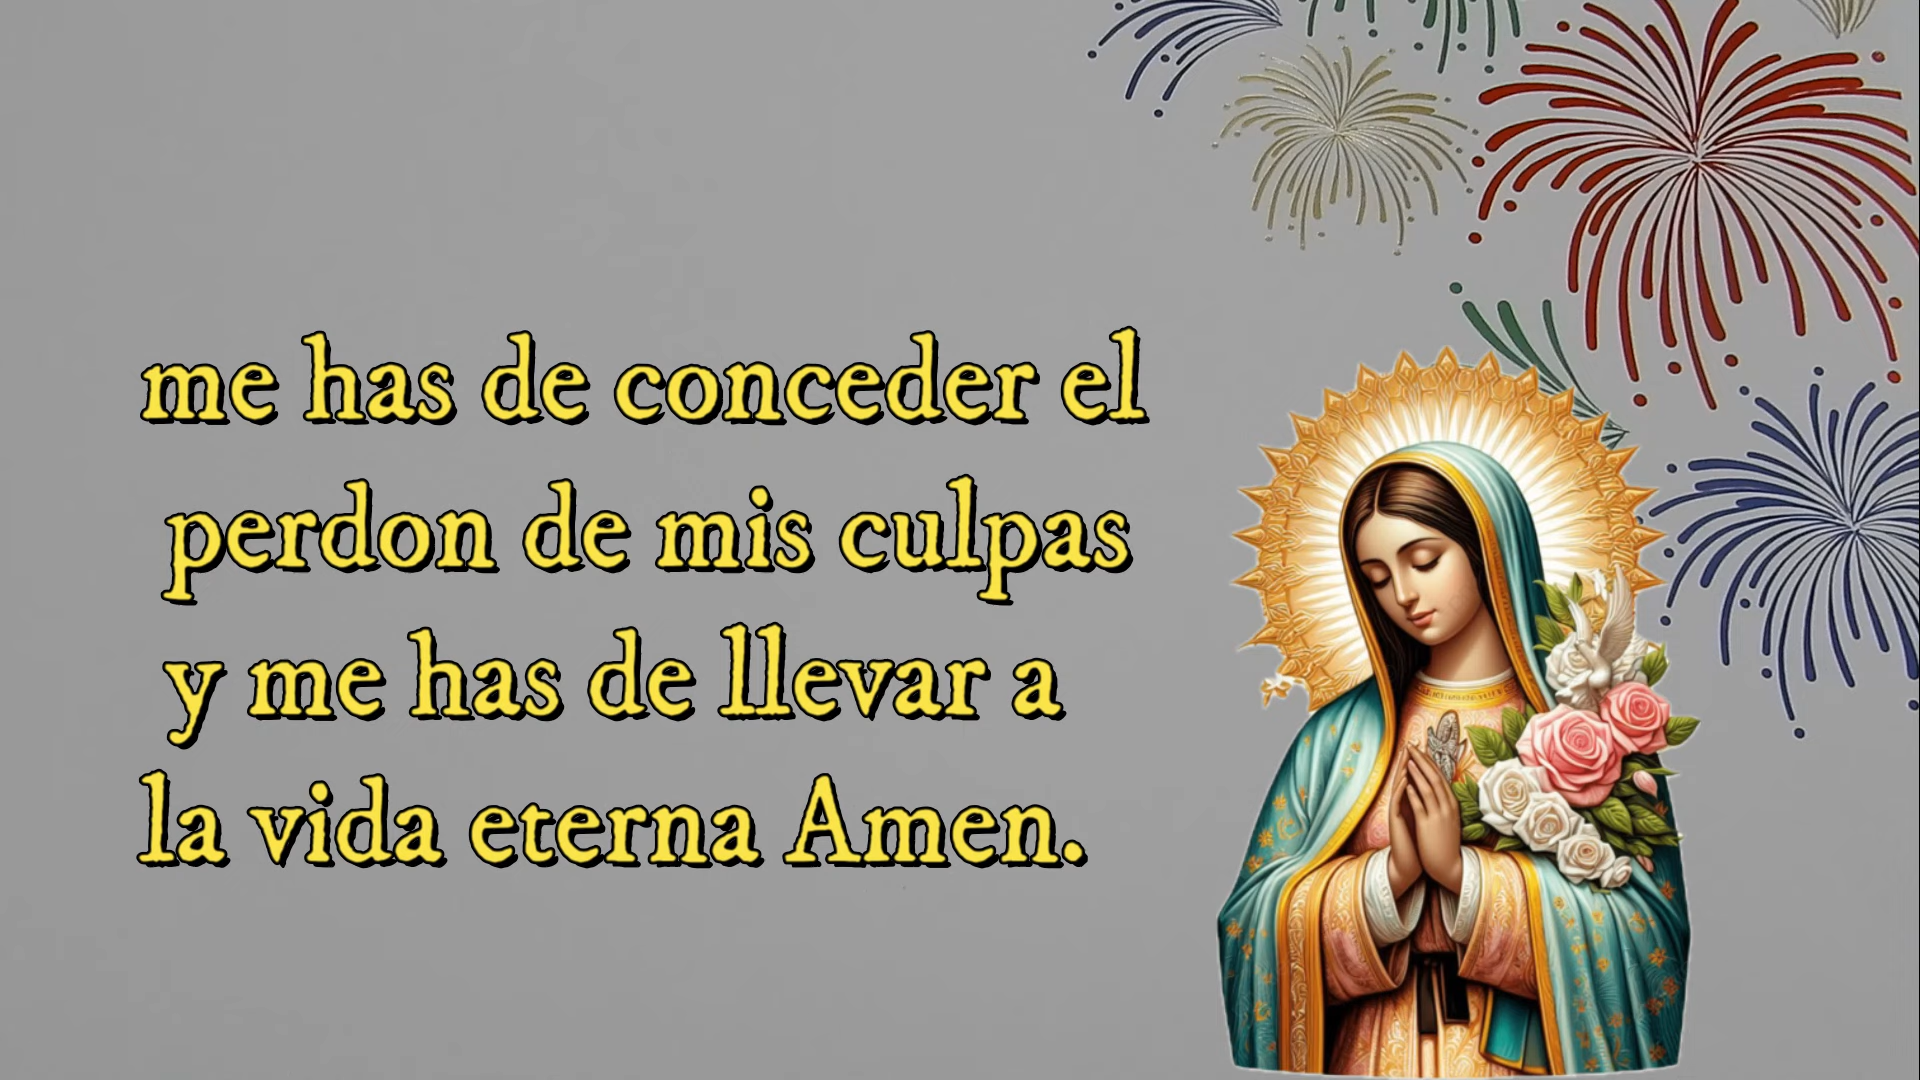 me has de conceder el
perdon de mis culpas
y me has de llevar a
la vida eterna Amen.